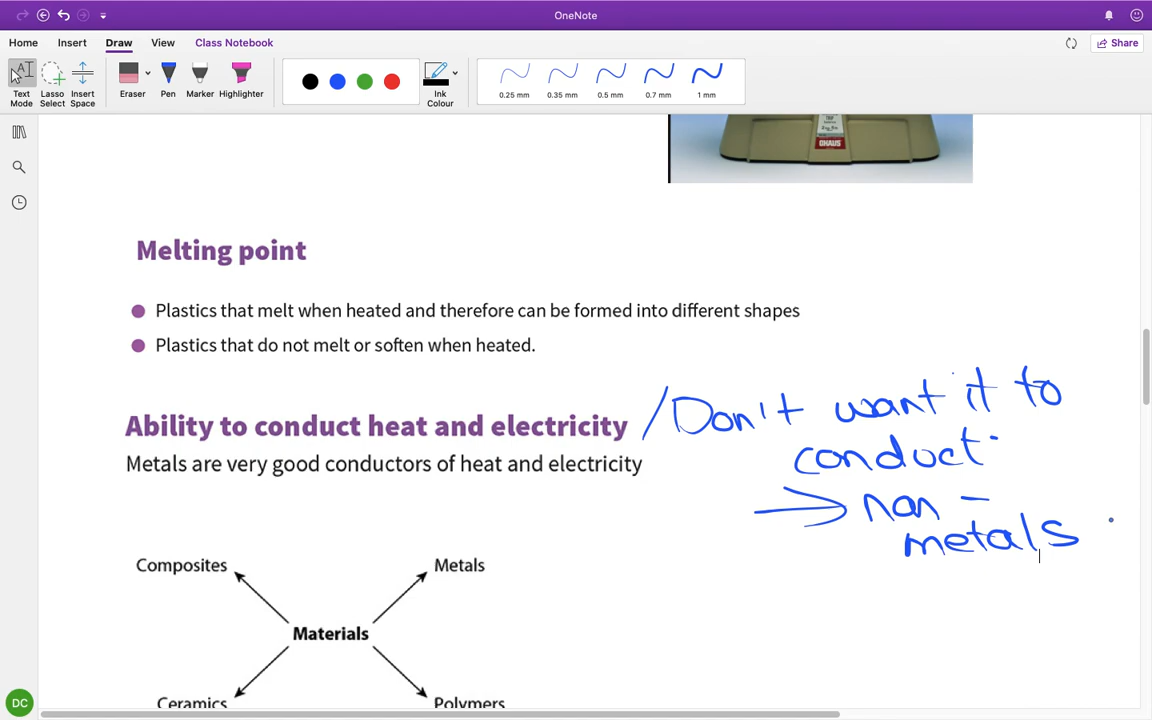 OneNote
Home Insert Draw View Class Notebook
Share
Text Mode
Lasso Select
Insert Space
Eraser
Pen
Marker
Highlighter
Ink Colour
0.25 mm
0.35 mm
0.5 mm
0.7 mm
1 mm
OHAUS
Melting point
Plastics that melt when heated and therefore can be formed into different shapes
Plastics that do not melt or soften when heated.
Ability to conduct heat and electricity
Metals are very good conductors of heat and electricity
/Don't want it to
conduct
→ non -
metals
Composites
Metals
Materials
Ceramics
Polymers
DC